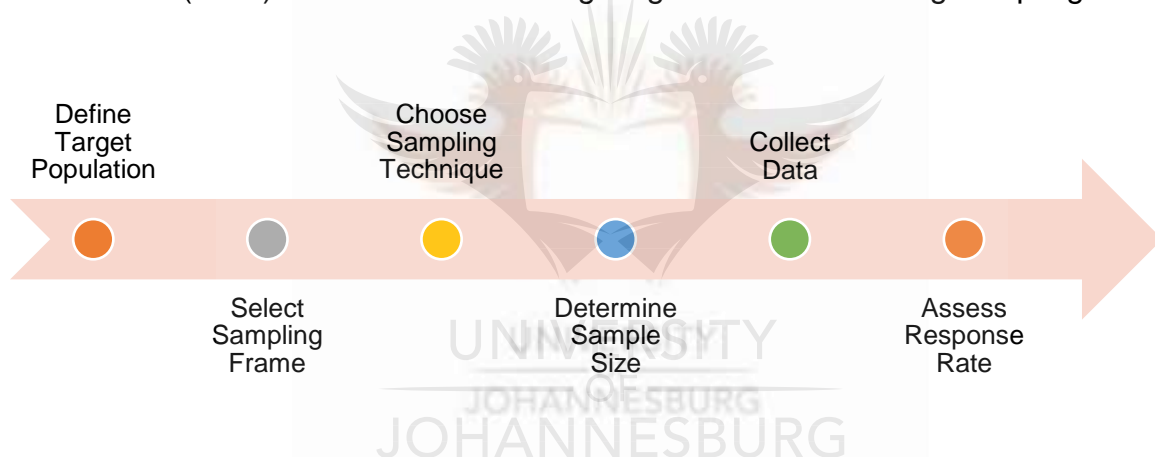 Define
Target
Population
Select
Sampling
Frame
Choose
Sampling
Technique
Determine
Sample
Size
Collect
Data
Assess
Response
Rate
UNIVERSITY
OF
JOHANNESBURG